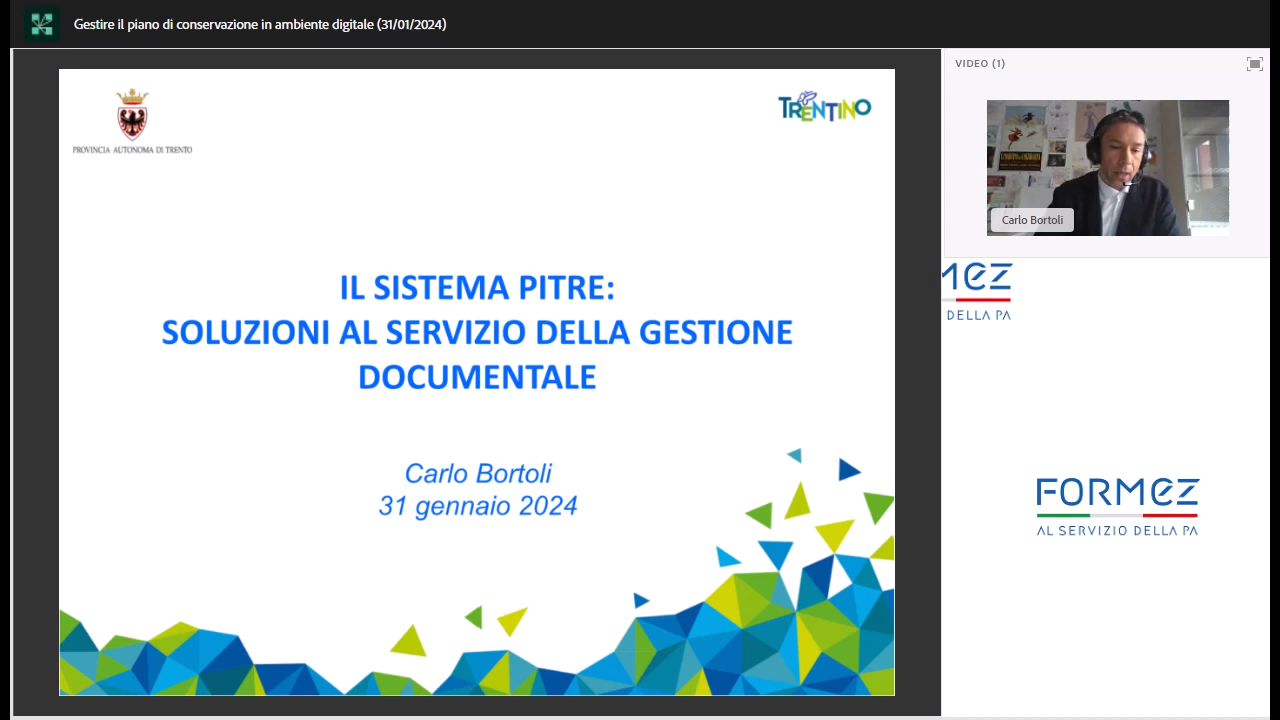 Gestire il piano di conservazione in ambiente digitale (31/01/2024)
PROVINCIA AUTONOMA DI TRENTO
TRENTINO
IL SISTEMA PITRE:
SOLUZIONI AL SERVIZIO DELLA GESTIONE
DOCUMENTALE
Carlo Bortoli
31 gennaio 2024
VIDEO (1)
Carlo Bortoli
MEZ
DELLA PA
FORMEZ
AL SERVIZIO DELLA PA